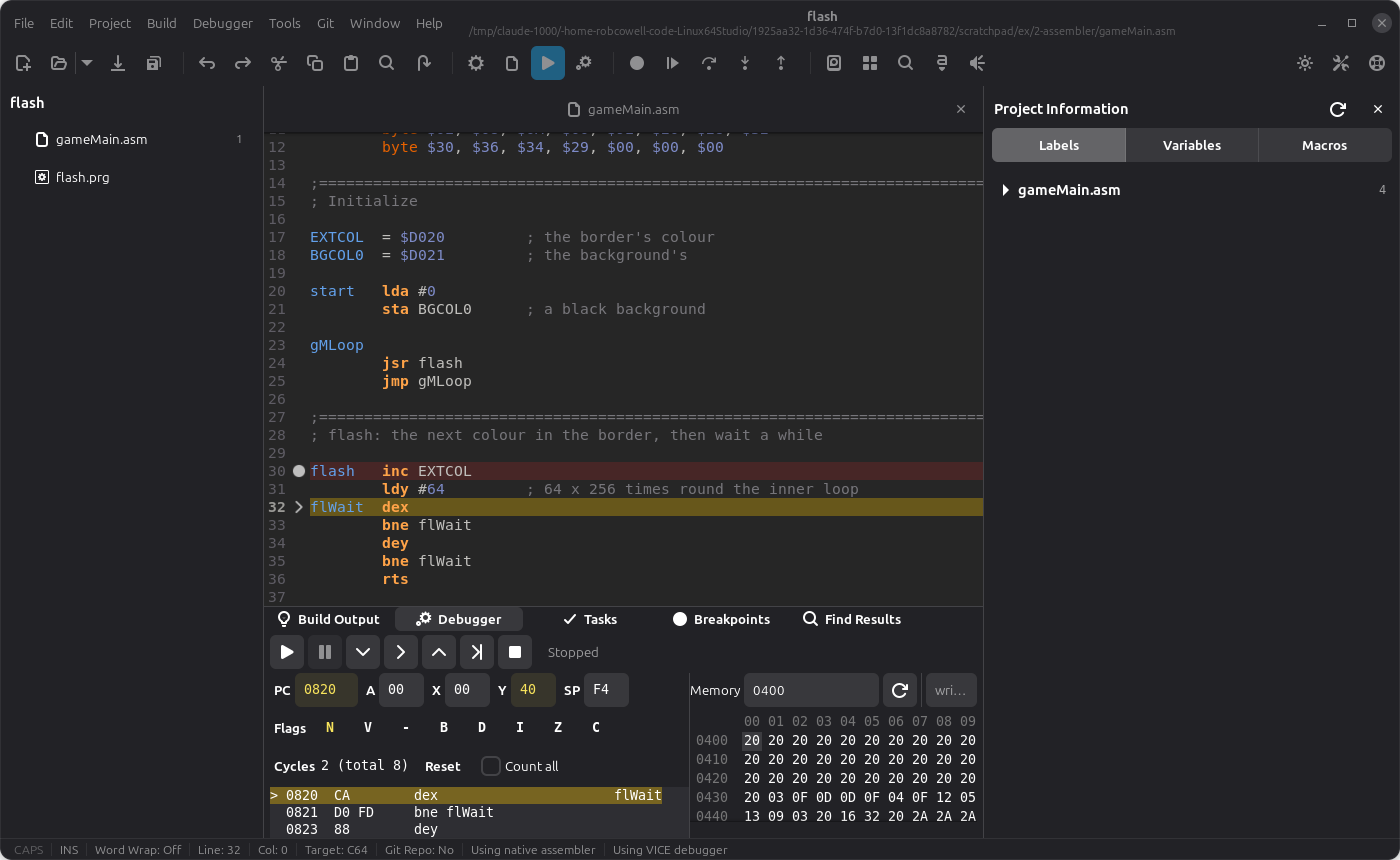 File Edit Project Build Debugger Tools Git Window Help
flash
/tmp/claude-1000/-home-robcowell-code-Linux64Studio/1925aa32-1d36-474f-b7d0-13f1dc8a8782/scratchpad/ex/2-assembler/gameMain.asm
flash
gameMain.asm 1
flash.prg
gameMain.asm
12 byte $30, $36, $34, $29, $00, $00, $00
13
14 ;==========================================================================
15 ; Initialize
16
17 EXTCOL = $D020 ; the border's colour
18 BGCOL0 = $D021 ; the background's
19
20 start lda #0
21 sta BGCOL0 ; a black background
22
23 gMLoop
24 jsr flash
25 jmp gMLoop
26
27 ;==========================================================================
28 ; flash: the next colour in the border, then wait a while
29
30 flash inc EXTCOL
31 ldy #64 ; 64 x 256 times round the inner loop
32 flWait dex
33 bne flWait
34 dey
35 bne flWait
36 rts
37
Project Information
Labels Variables Macros
gameMain.asm 4
Build Output Debugger Tasks Breakpoints Find Results
Stopped
PC 0820 A 00 X 00 Y 40 SP F4
Flags N V - B D I Z C
Cycles 2 (total 8) Reset Count all
> 0820 CA dex flWait
0821 D0 FD bne flWait
0823 88 dey
Memory 0400 wri...
00 01 02 03 04 05 06 07 08 09
0400 20 20 20 20 20 20 20 20 20 20
0410 20 20 20 20 20 20 20 20 20 20
0420 20 20 20 20 20 20 20 20 20 20
0430 20 03 0F 0D 0D 0F 04 0F 12 05
0440 13 09 03 20 16 32 20 2A 2A 2A
CAPS INS Word Wrap: Off Line: 32 Col: 0 Target: C64 Git Repo: No Using native assembler Using VICE debugger